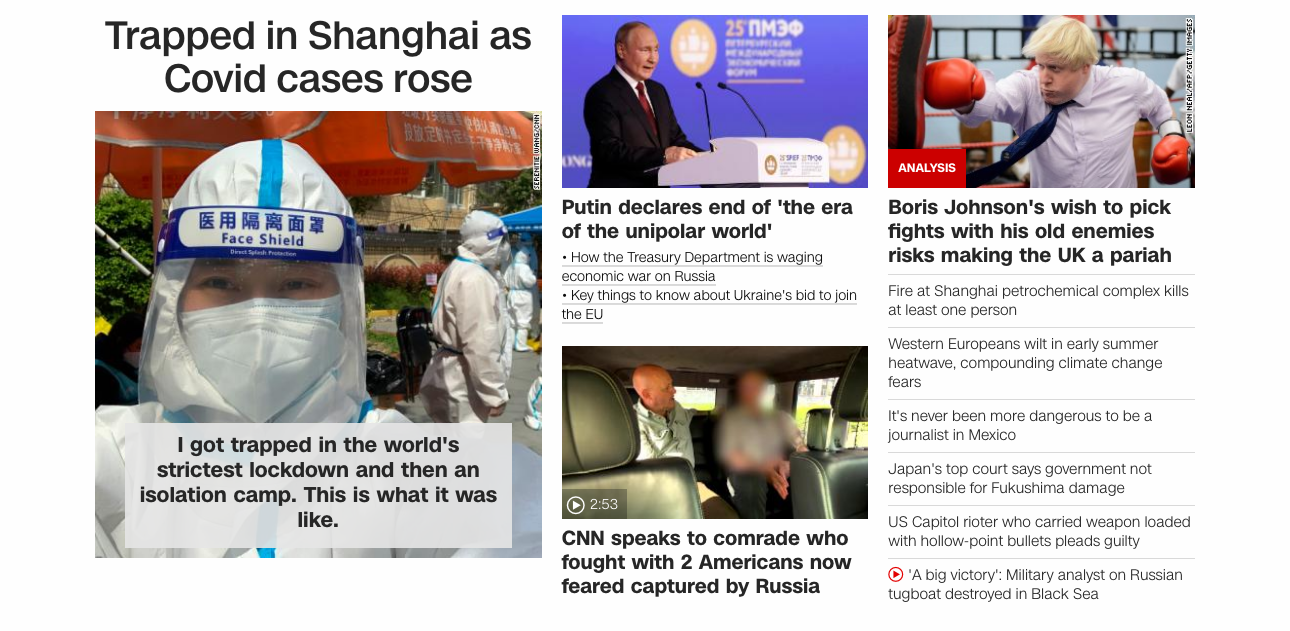 Trapped in Shanghai as
Covid cases rose
SERENITIE WANG/CNN
医用隔离面罩
Face Shield
Direct Splash Protection
I got trapped in the world's
strictest lockdown and then an
isolation camp. This is what it was
like.
25 ПМЭФ
ПЕТЕРБУРГСКИЙ
МЕЖДУНАРОДНЫЙ
ЭКОНОМИЧЕСКИЙ
ФОРУМ
Putin declares end of 'the era
of the unipolar world'
• How the Treasury Department is waging
economic war on Russia
• Key things to know about Ukraine's bid to join
the EU
2:53
CNN speaks to comrade who
fought with 2 Americans now
feared captured by Russia
LEON NEAL/AFP/GETTY IMAGES
ANALYSIS
Boris Johnson's wish to pick
fights with his old enemies
risks making the UK a pariah
Fire at Shanghai petrochemical complex kills
at least one person
Western Europeans wilt in early summer
heatwave, compounding climate change
fears
It's never been more dangerous to be a
journalist in Mexico
Japan's top court says government not
responsible for Fukushima damage
US Capitol rioter who carried weapon loaded
with hollow-point bullets pleads guilty
'A big victory': Military analyst on Russian
tugboat destroyed in Black Sea